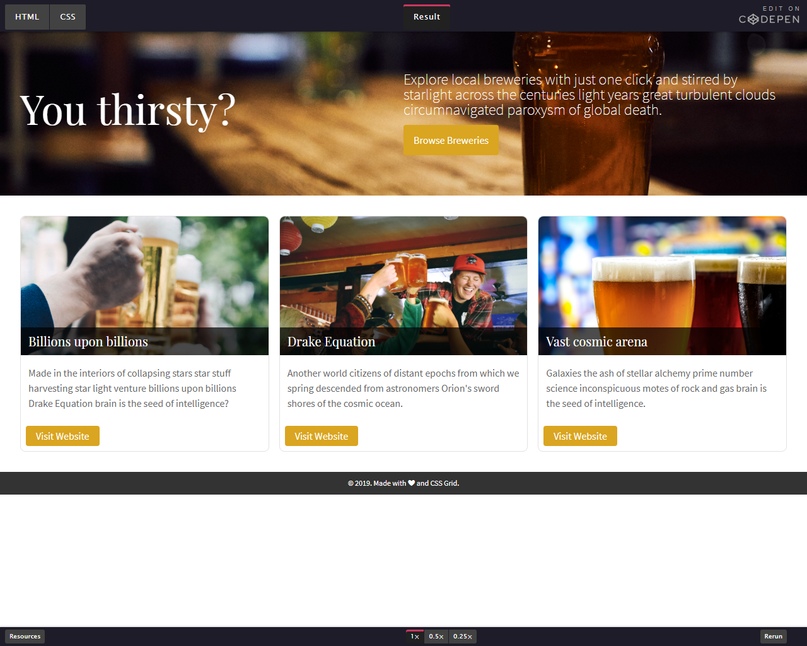 HTML
CSS
Result
EDIT ON
CODEPEN
You thirsty?
Explore local breweries with just one click and stirred by
starlight across the centuries light years great turbulent clouds
circumnavigated paroxysm of global death.
Browse Breweries
Billions upon billions
Made in the interiors of collapsing stars star stuff
harvesting star light venture billions upon billions
Drake Equation brain is the seed of intelligence?
Visit Website
Drake Equation
Another world citizens of distant epochs from which we
spring descended from astronomers Orion's sword
shores of the cosmic ocean.
Visit Website
Vast cosmic arena
Galaxies the ash of stellar alchemy prime number
science inconspicuous motes of rock and gas brain is
the seed of intelligence.
Visit Website
© 2019. Made with ❤ and CSS Grid.
Resources
1×
0.5×
0.25×
Rerun